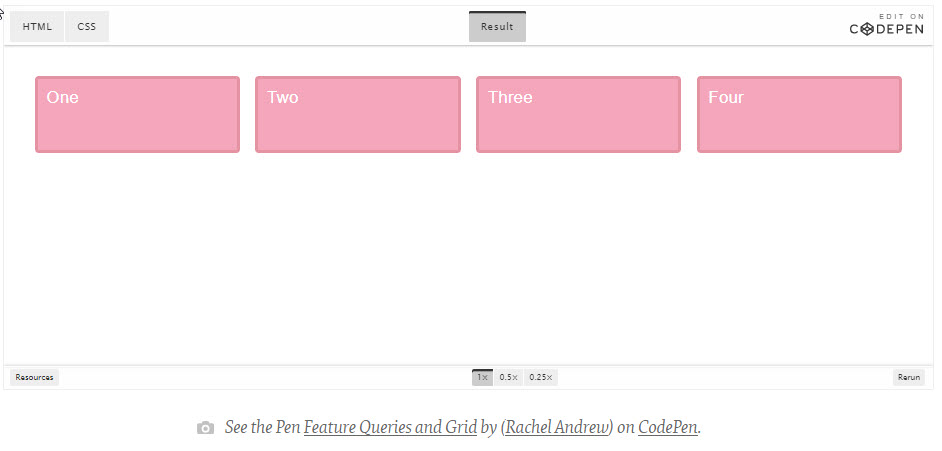 HTML CSS Result EDIT ON
CODEPEN
One Two Three Four
Resources 1× 0.5× 0.25× Rerun
See the Pen Feature Queries and Grid by (Rachel Andrew) on CodePen.